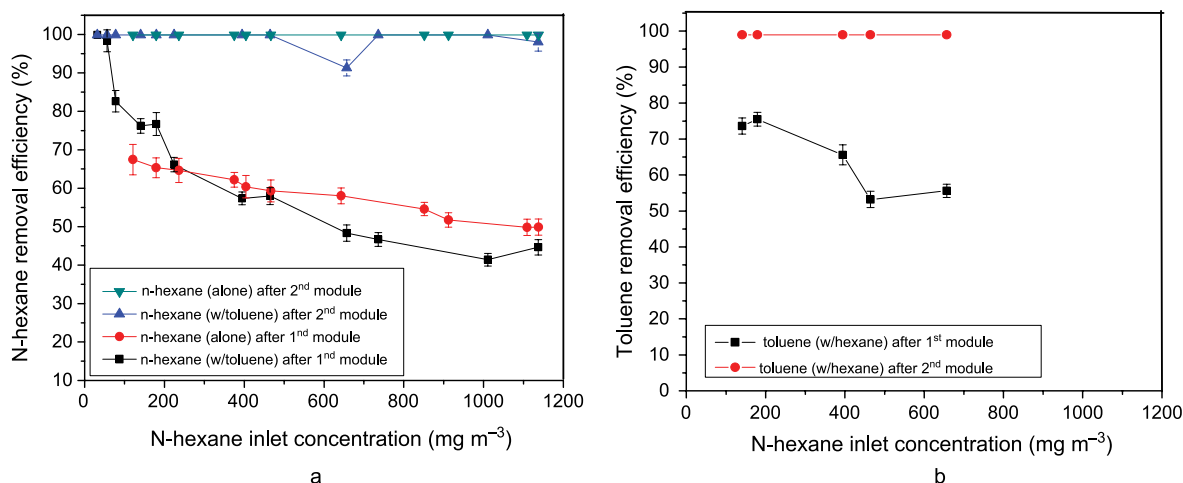 N-hexane removal efficiency (%)
100
90
80
70
60
50
40
30
20
10
n-hexane (alone) after 2nd module
n-hexane (w/toluene) after 2nd module
n-hexane (alone) after 1nd module
n-hexane (w/toluene) after 1nd module
0 200 400 600 800 1000 1200
N-hexane inlet concentration (mg m–3)
a
Toluene removal efficiency (%)
100
90
80
70
60
50
40
30
20
10
0
toluene (w/hexane) after 1st module
toluene (w/hexane) after 2nd module
0 200 400 600 800 1000 1200
N-hexane inlet concentration (mg m–3)
b